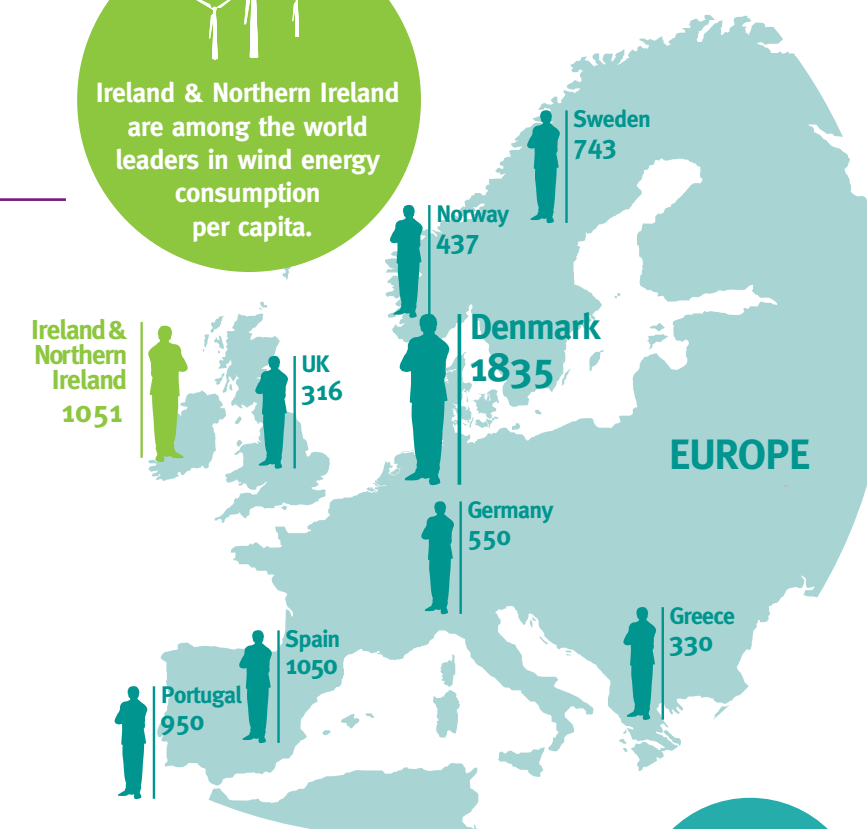 Ireland & Northern Ireland
are among the world
leaders in wind energy
consumption
per capita.
Sweden
743
Norway
437
Ireland &
Northern
Ireland
1051
UK
316
Denmark
1835
EUROPE
Germany
550
Greece
330
Spain
1050
Portugal
950